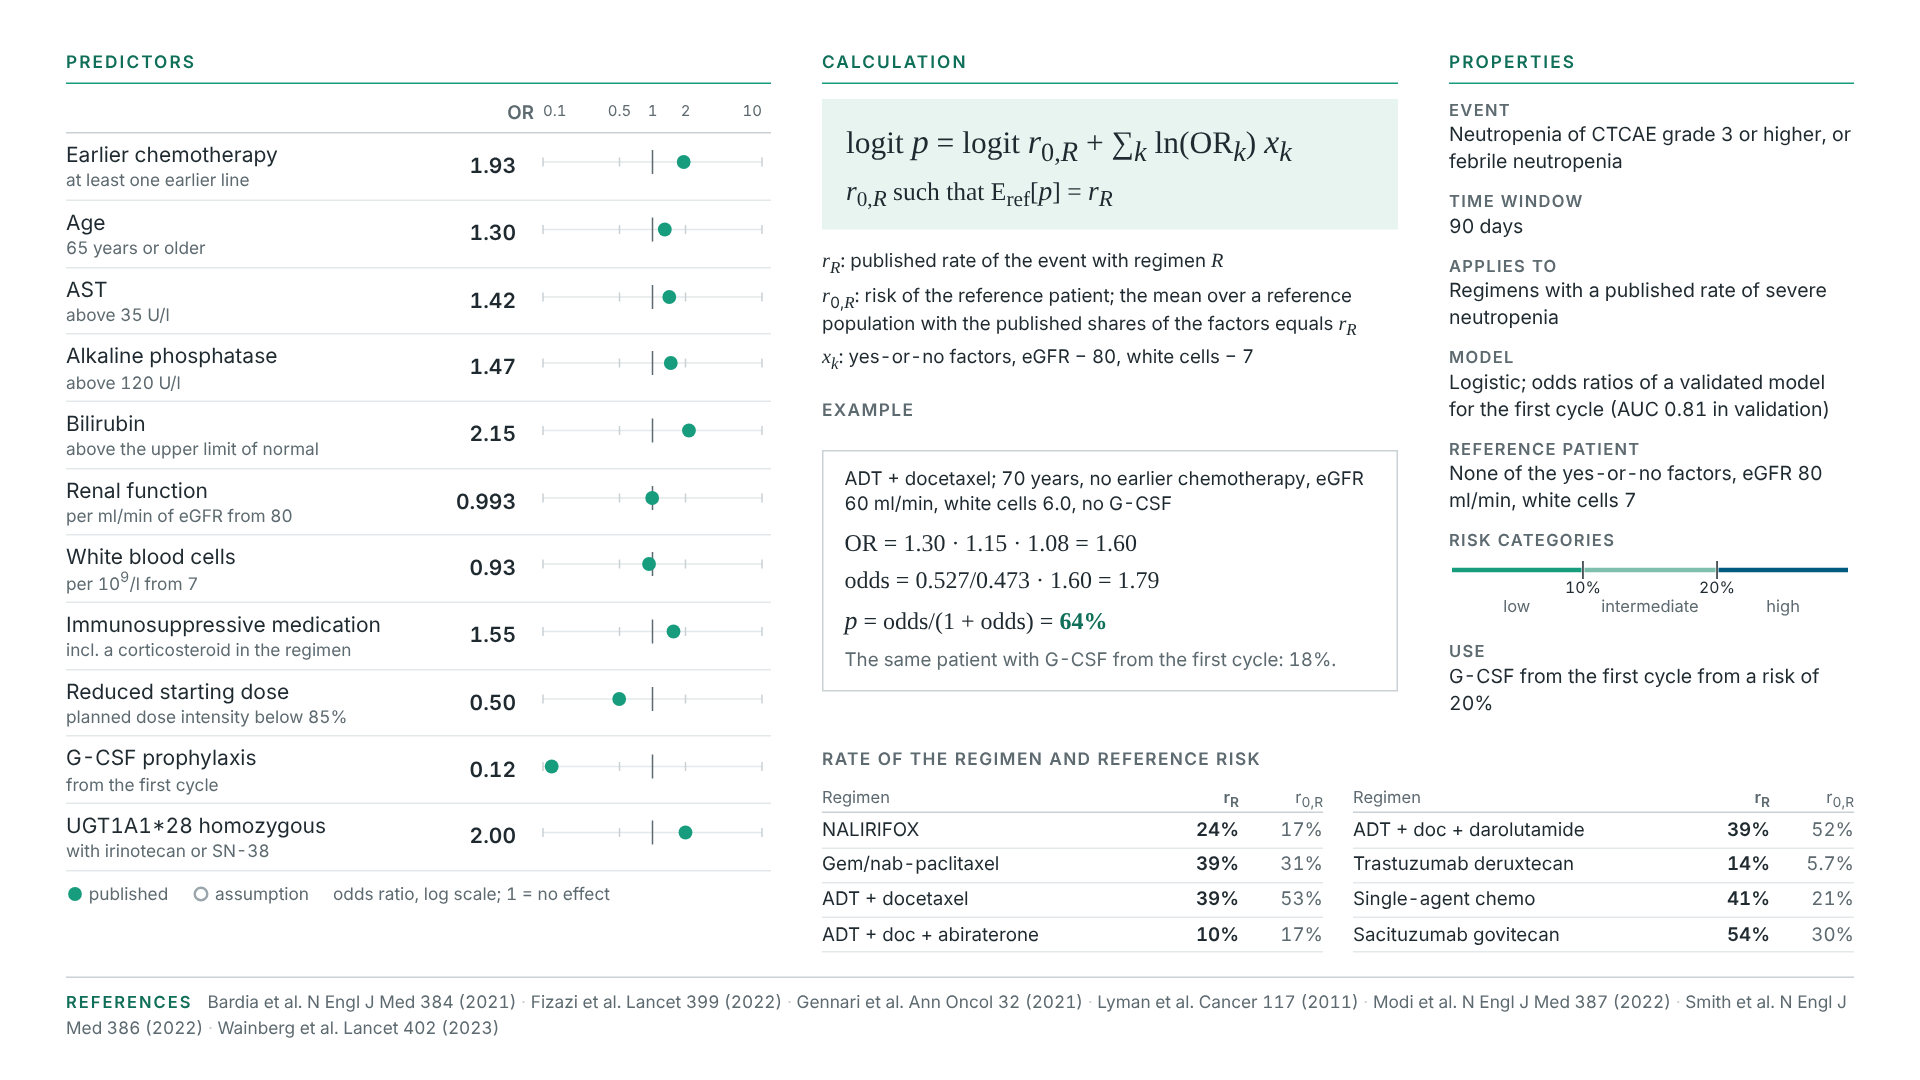 PREDICTORS
OR 0.1 0.5 1 2 10
Earlier chemotherapy
at least one earlier line
1.93
Age
65 years or older
1.30
AST
above 35 U/l
1.42
Alkaline phosphatase
above 120 U/l
1.47
Bilirubin
above the upper limit of normal
2.15
Renal function
per ml/min of eGFR from 80
0.993
White blood cells
per 10⁹/l from 7
0.93
Immunosuppressive medication
incl. a corticosteroid in the regimen
1.55
Reduced starting dose
planned dose intensity below 85%
0.50
G-CSF prophylaxis
from the first cycle
0.12
UGT1A1*28 homozygous
with irinotecan or SN-38
2.00
published assumption odds ratio, log scale; 1 = no effect
CALCULATION
logit p = logit r0,R + ∑k ln(ORk) xk
r0,R such that Eref[p] = rR
rR: published rate of the event with regimen R
r0,R: risk of the reference patient; the mean over a reference
population with the published shares of the factors equals rR
xk: yes-or-no factors, eGFR − 80, white cells − 7
EXAMPLE
ADT + docetaxel; 70 years, no earlier chemotherapy, eGFR
60 ml/min, white cells 6.0, no G-CSF
OR = 1.30 · 1.15 · 1.08 = 1.60
odds = 0.527/0.473 · 1.60 = 1.79
p = odds/(1 + odds) = 64%
The same patient with G-CSF from the first cycle: 18%.
PROPERTIES
EVENT
Neutropenia of CTCAE grade 3 or higher, or
febrile neutropenia
TIME WINDOW
90 days
APPLIES TO
Regimens with a published rate of severe
neutropenia
MODEL
Logistic; odds ratios of a validated model
for the first cycle (AUC 0.81 in validation)
REFERENCE PATIENT
None of the yes-or-no factors, eGFR 80
ml/min, white cells 7
RISK CATEGORIES
10% 20%
low intermediate high
USE
G-CSF from the first cycle from a risk of
20%
RATE OF THE REGIMEN AND REFERENCE RISK
Regimen rR r0,R
NALIRIFOX 24% 17%
Gem/nab-paclitaxel 39% 31%
ADT + docetaxel 39% 53%
ADT + doc + abiraterone 10% 17%
Regimen rR r0,R
ADT + doc + darolutamide 39% 52%
Trastuzumab deruxtecan 14% 5.7%
Single-agent chemo 41% 21%
Sacituzumab govitecan 54% 30%
REFERENCES Bardia et al. N Engl J Med 384 (2021) · Fizazi et al. Lancet 399 (2022) · Gennari et al. Ann Oncol 32 (2021) · Lyman et al. Cancer 117 (2011) · Modi et al. N Engl J Med 387 (2022) · Smith et al. N Engl J
Med 386 (2022) · Wainberg et al. Lancet 402 (2023)